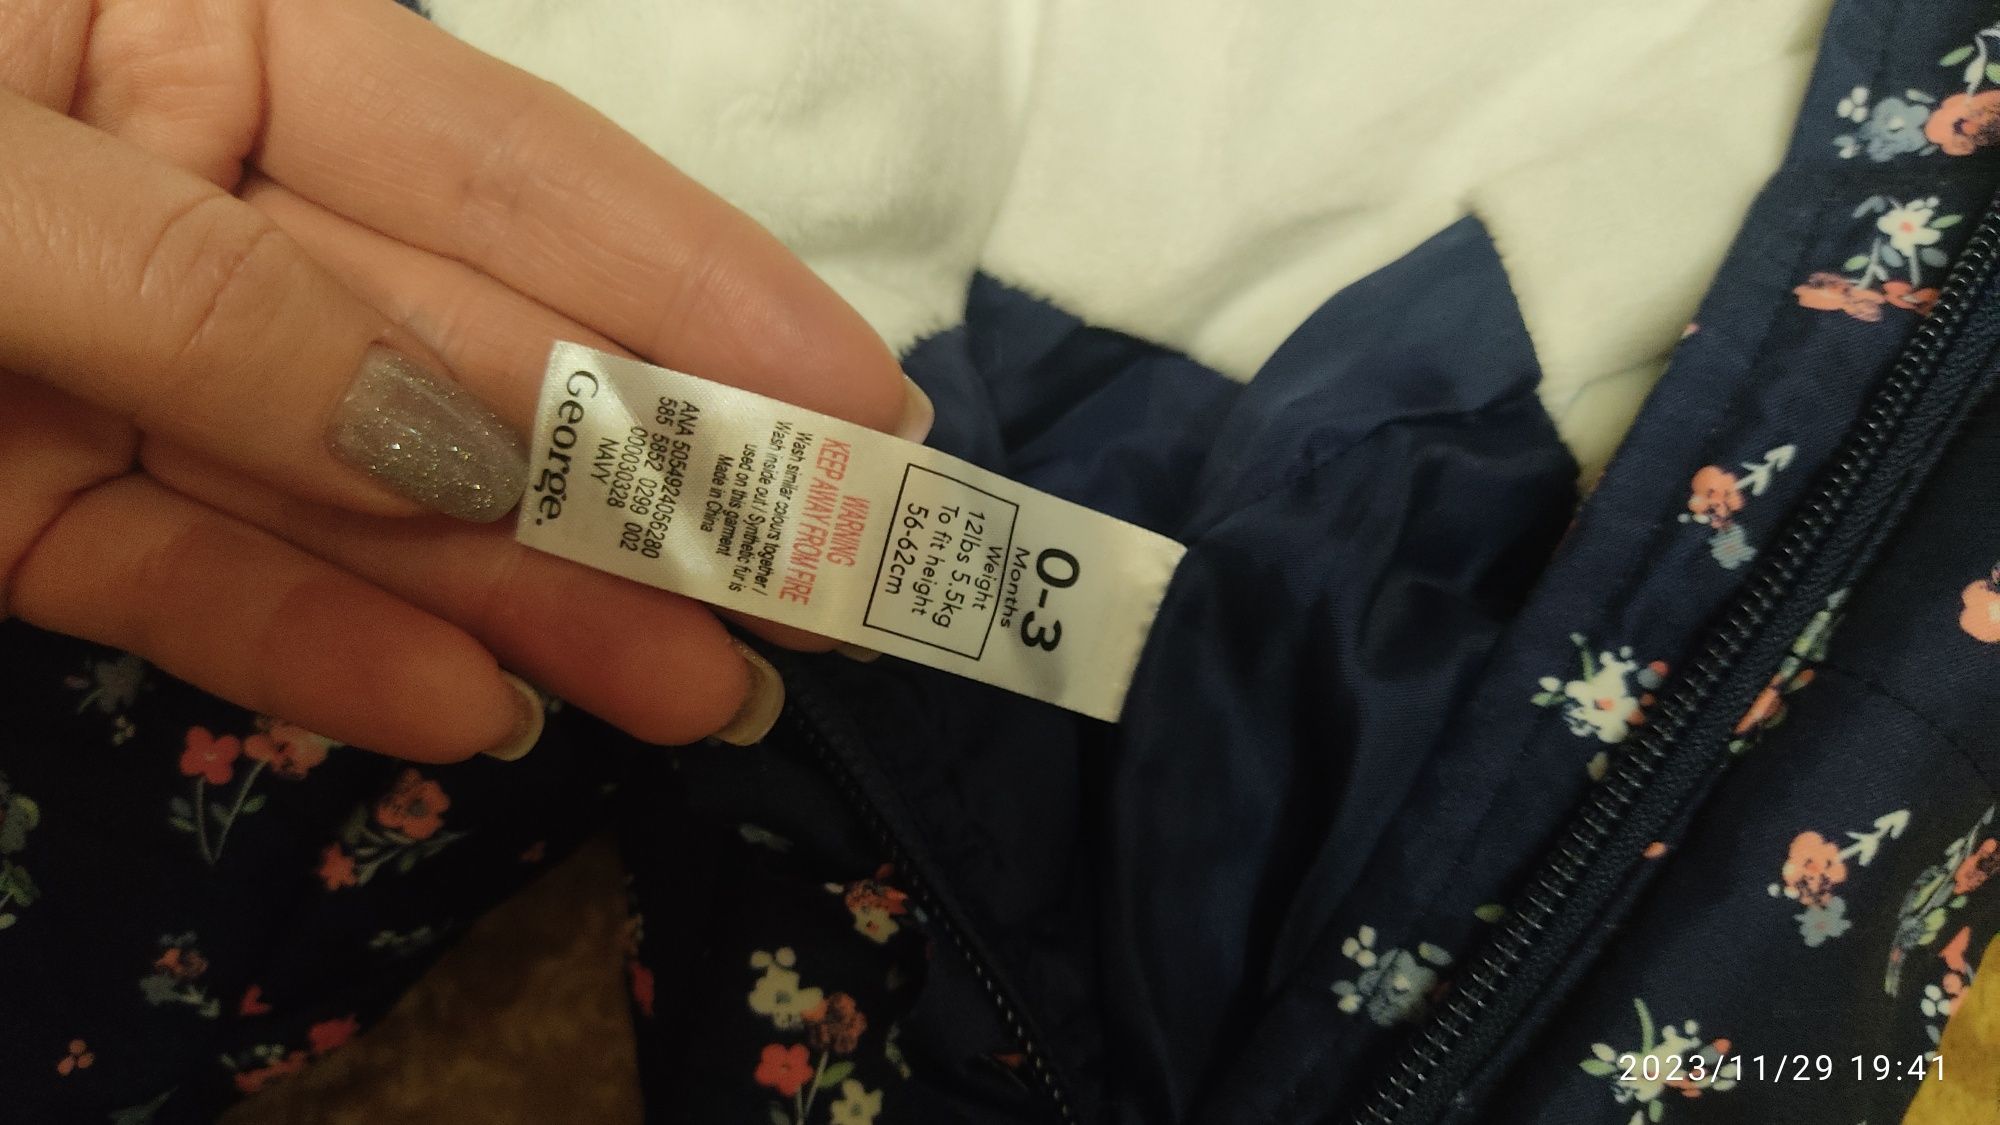 0-3
Months
Weight
12lbs 5.5kg
To fit height
56-62cm
WARNING
KEEP AWAY FROM FIRE
Wash similar colours together /
Wash inside out / Synthetic fur is
used on this garment
Made in China
ANA 5054924056280
585 5852 0299 002
000030328
NAVY
George.
2023/11/29 19:41